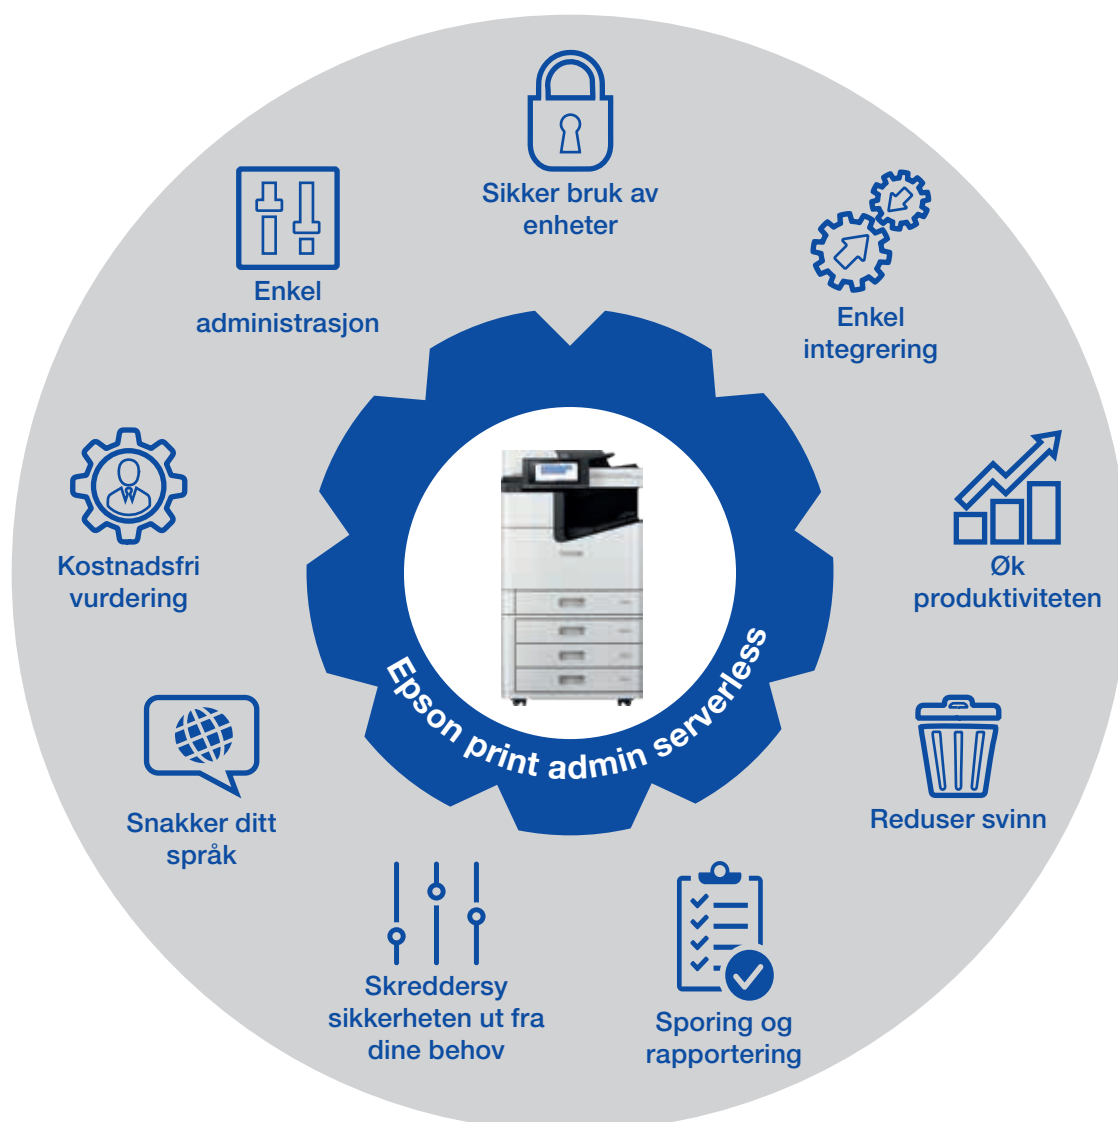 Sikker bruk av
enheter
Enkel
integrering
Øk
produktiviteten
Reduser svinn
Sporing og
rapportering
Skreddersy
sikkerheten ut fra
dine behov
Snakker ditt
språk
Kostnadsfri
vurdering
Enkel
administrasjon
Epson print admin serverless